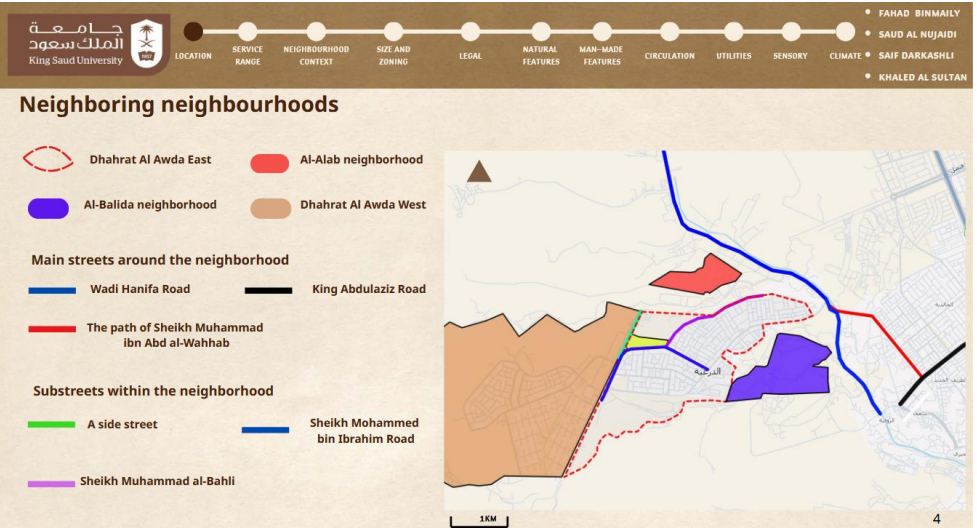 جامعة
الملك سعود
King Saud University
1957
LOCATION
SERVICE
RANGE
NEIGHBOURHOOD
CONTEXT
SIZE AND
ZONING
LEGAL
NATURAL
FEATURES
MAN-MADE
FEATURES
CIRCULATION
UTILITIES
SENSORY
CLIMATE
• FAHAD BINMAILY
• SAUD AL NUJAIDI
• SAIF DARKASHLI
• KHALED AL SULTAN
Neighboring neighbourhoods
Dhahrat Al Awda East
Al-Alab neighborhood
Al-Balida neighborhood
Dhahrat Al Awda West
Main streets around the neighborhood
Wadi Hanifa Road
King Abdulaziz Road
The path of Sheikh Muhammad
ibn Abd al-Wahhab
Substreets within the neighborhood
A side street
Sheikh Mohammed
bin Ibrahim Road
Sheikh Muhammad al-Bahli
فيصل
الخالدية
الدرعية
1KM
4